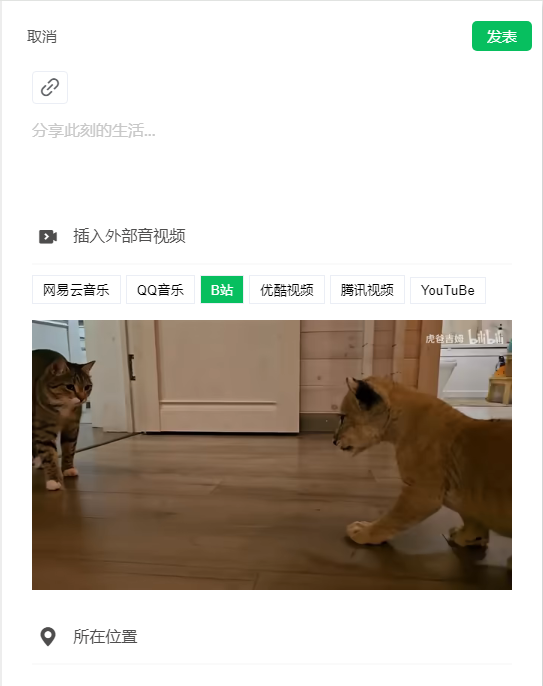 取消
发表
分享此刻的生活...
插入外部音视频
网易云音乐 QQ音乐 B站 优酷视频 腾讯视频 YouTuBe
虎爸吉姆 bilibili
所在位置